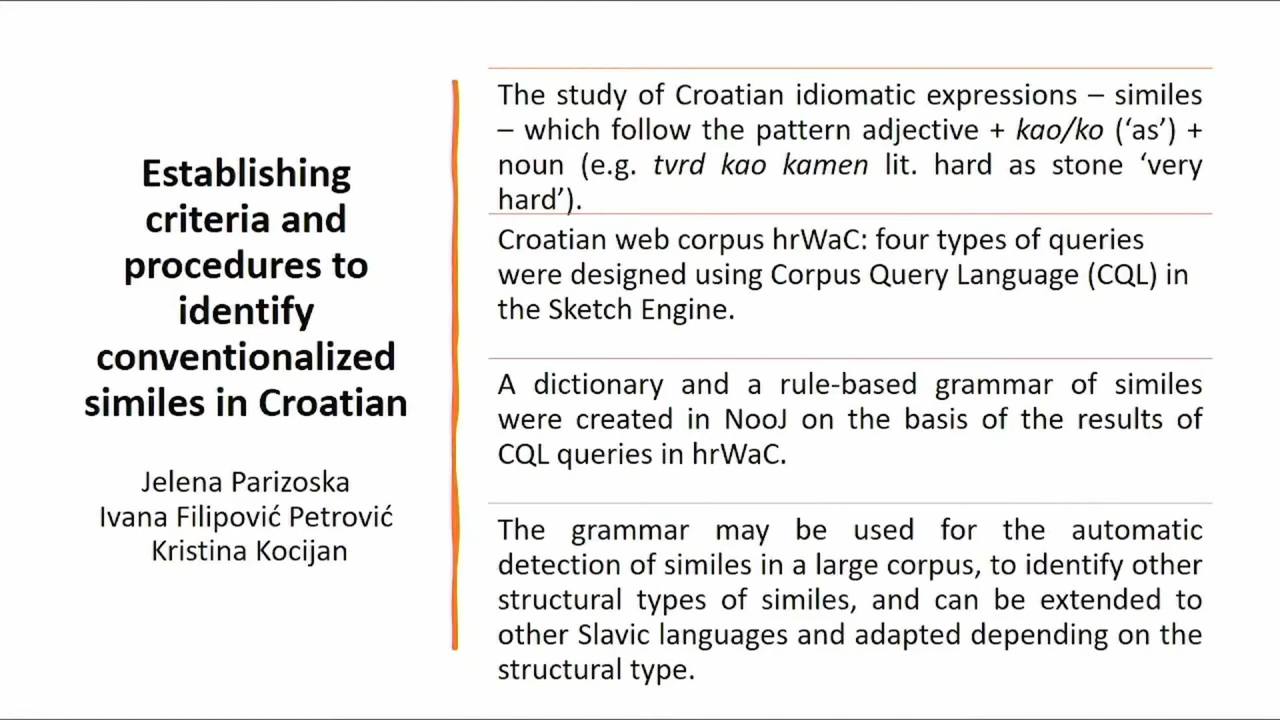 Establishing
criteria and
procedures to
identify
conventionalized
similes in Croatian
Jelena Parizoska
Ivana Filipović Petrović
Kristina Kocijan
The study of Croatian idiomatic expressions – similes
– which follow the pattern adjective + kao/ko (‘as’) +
noun (e.g. tvrd kao kamen lit. hard as stone ‘very
hard’).
Croatian web corpus hrWaC: four types of queries
were designed using Corpus Query Language (CQL) in
the Sketch Engine.
A dictionary and a rule-based grammar of similes
were created in NooJ on the basis of the results of
CQL queries in hrWaC.
The grammar may be used for the automatic
detection of similes in a large corpus, to identify other
structural types of similes, and can be extended to
other Slavic languages and adapted depending on the
structural type.